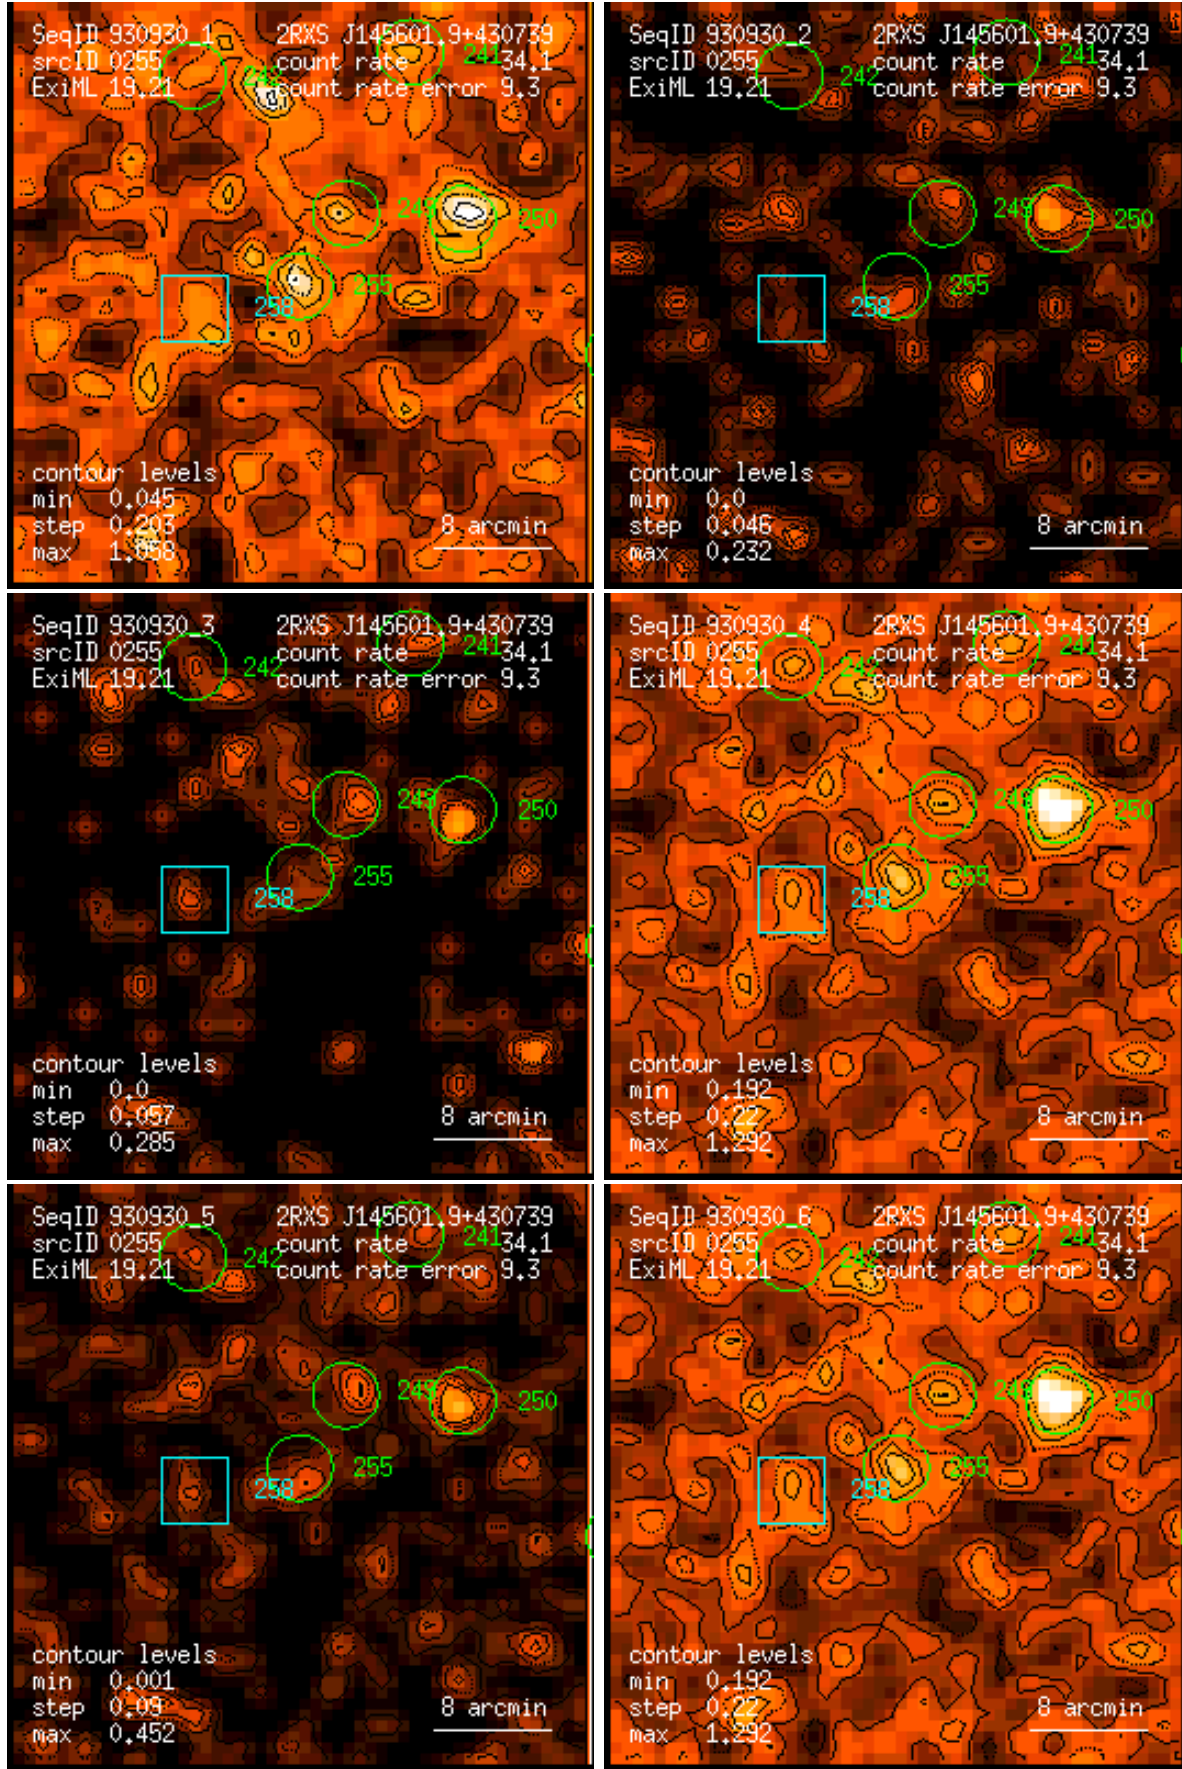 SeqID 930930_1 2RXS J145601.9+430739
srcID 0255 count rate 34.1
ExiML 19.21 count rate error 9.3
241
242
249
250
255
258
contour levels
min 0.045
step 0.203
max 1.058
8 arcmin
SeqID 930930_2 2RXS J145601.9+430739
srcID 0255 count rate 34.1
ExiML 19.21 count rate error 9.3
241
242
249
250
255
258
contour levels
min 0.0
step 0.046
max 0.232
8 arcmin
SeqID 930930_3 2RXS J145601.9+430739
srcID 0255 count rate 34.1
ExiML 19.21 count rate error 9.3
241
242
249
250
255
258
contour levels
min 0.0
step 0.057
max 0.285
8 arcmin
SeqID 930930_4 2RXS J145601.9+430739
srcID 0255 count rate 34.1
ExiML 19.21 count rate error 9.3
241
242
249
250
255
258
contour levels
min 0.192
step 0.22
max 1.292
8 arcmin
SeqID 930930_5 2RXS J145601.9+430739
srcID 0255 count rate 34.1
ExiML 19.21 count rate error 9.3
241
242
249
250
255
258
contour levels
min 0.001
step 0.09
max 0.452
8 arcmin
SeqID 930930_6 2RXS J145601.9+430739
srcID 0255 count rate 34.1
ExiML 19.21 count rate error 9.3
241
242
249
250
255
258
contour levels
min 0.192
step 0.22
max 1.292
8 arcmin